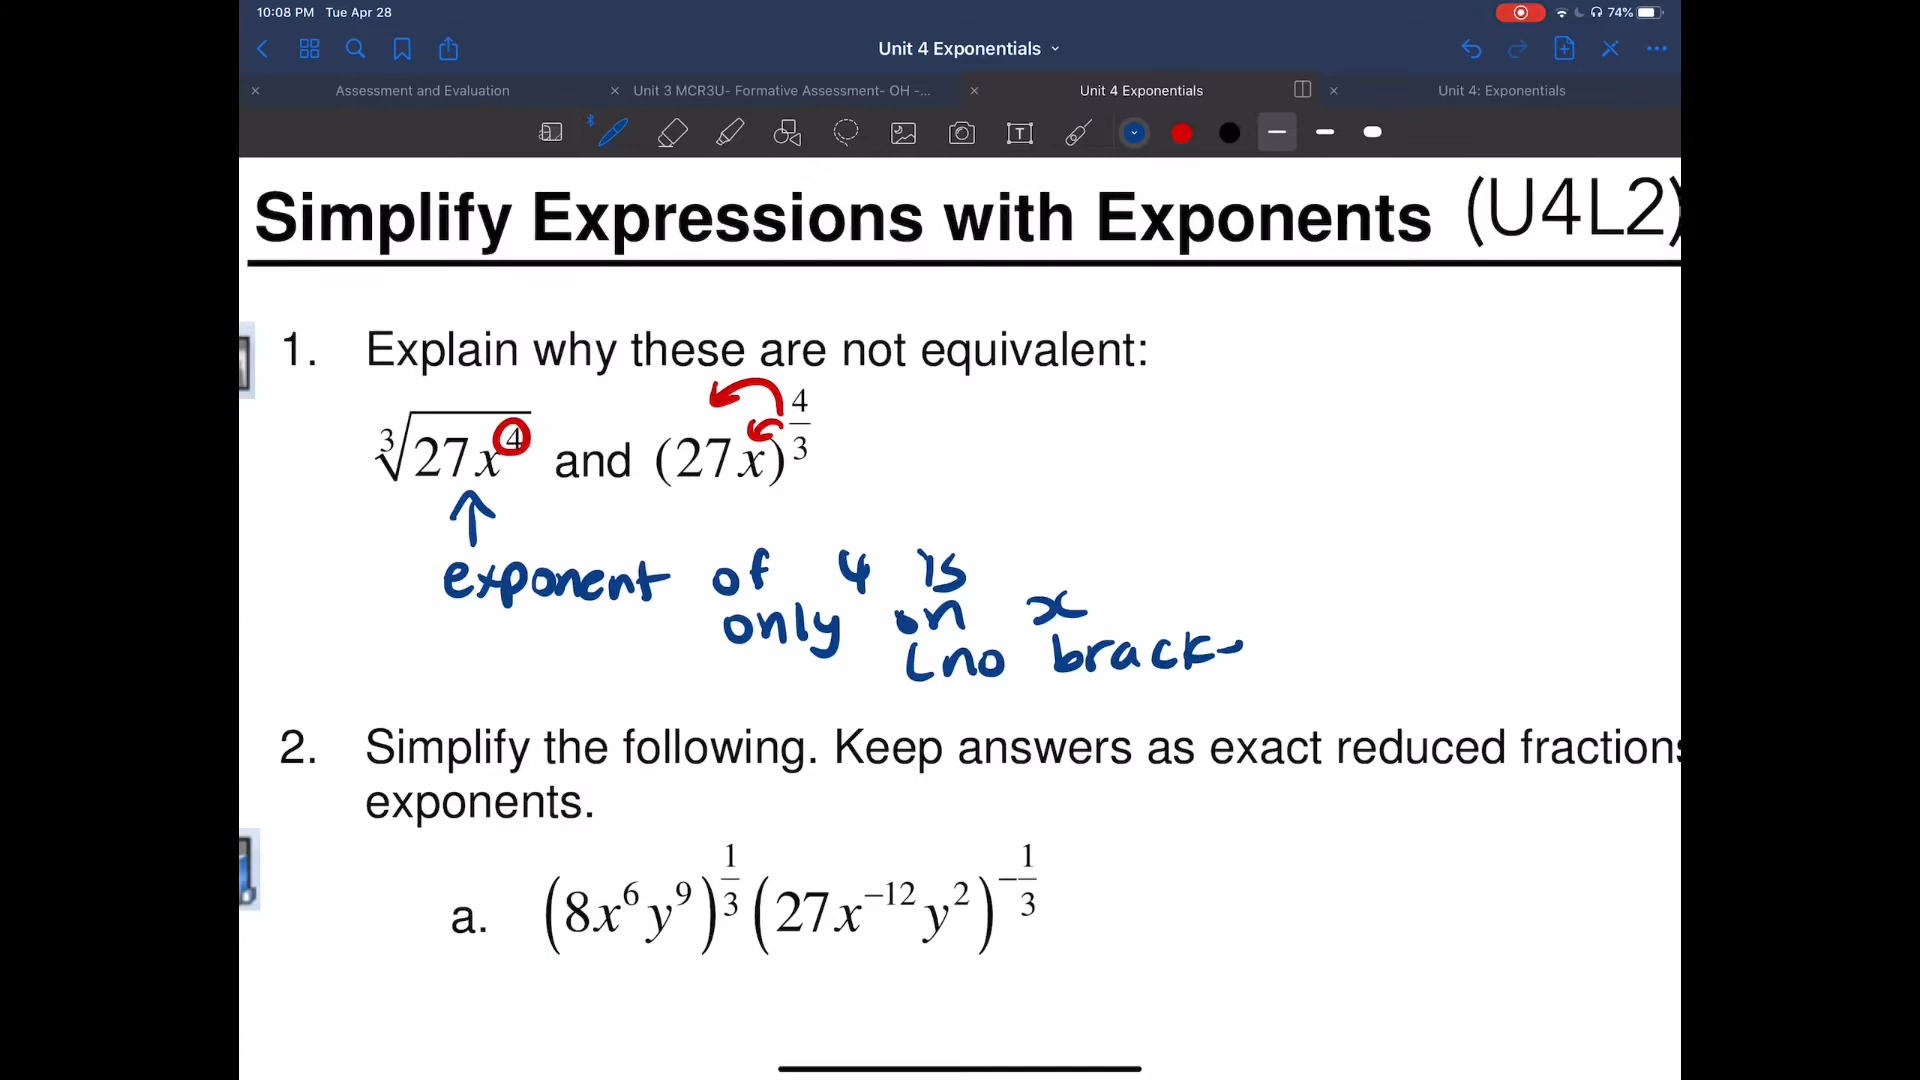 10:08 PM Tue Apr 28 74%
Unit 4 Exponentials
Assessment and Evaluation Unit 3 MCR3U- Formative Assessment- OH -... Unit 4 Exponentials Unit 4: Exponentials
Simplify Expressions with Exponents (U4L2)
1. Explain why these are not equivalent:
∛(27x⁴) and (27x)^(4/3)
exponent of 4 is
only on x
(no brack
2. Simplify the following. Keep answers as exact reduced fractions
exponents.
a. (8x⁶y⁹)^(1/3) (27x⁻¹²y²)^(-1/3)